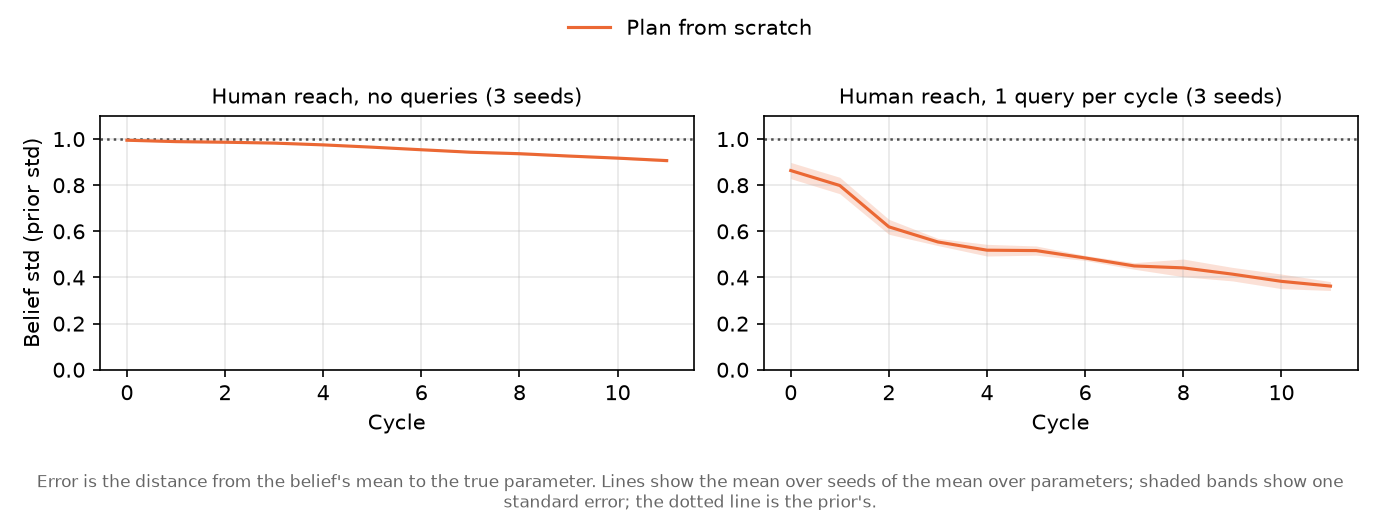 Plan from scratch
Human reach, no queries (3 seeds)
Human reach, 1 query per cycle (3 seeds)
Belief std (prior std)
1.0
0.8
0.6
0.4
0.2
0.0
0 2 4 6 8 10
Cycle
1.0
0.8
0.6
0.4
0.2
0.0
0 2 4 6 8 10
Cycle
Error is the distance from the belief's mean to the true parameter. Lines show the mean over seeds of the mean over parameters; shaded bands show one
standard error; the dotted line is the prior's.